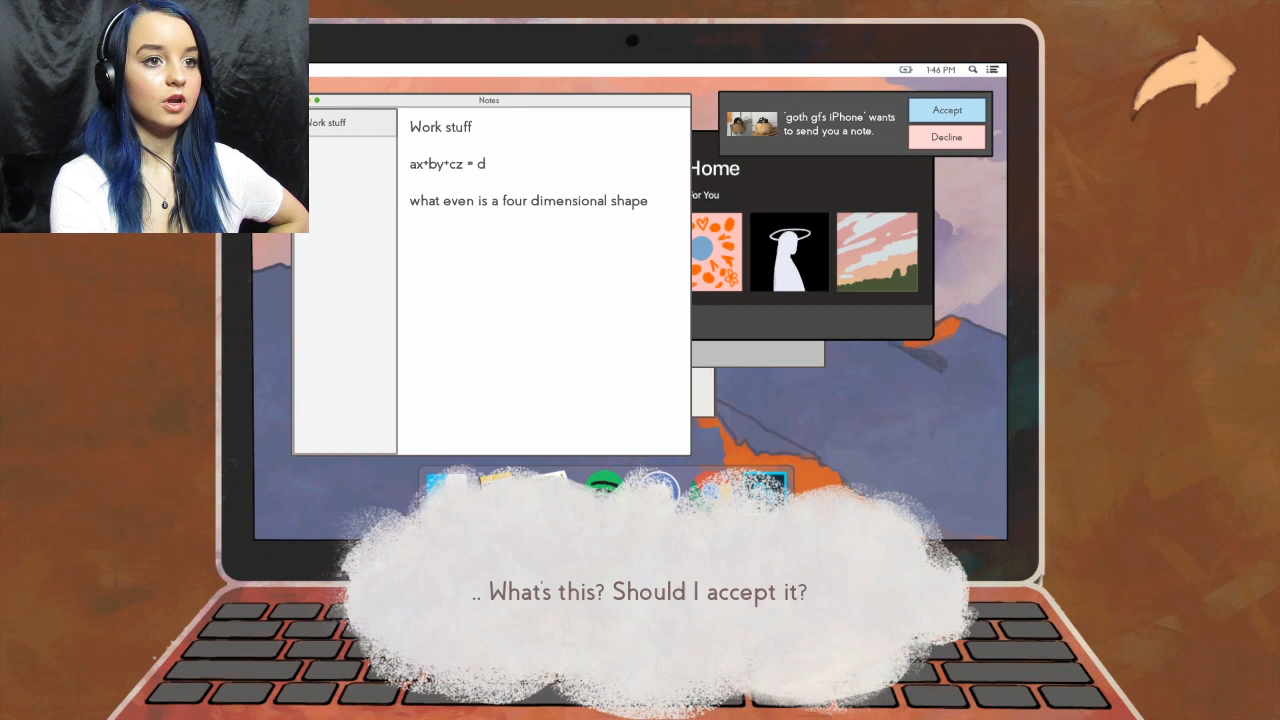 1:46 PM
Notes
Work stuff
Work stuff
ax+by+cz = d
what even is a four dimensional shape
'goth gf's iPhone' wants
to send you a note.
Accept
Decline
Home
For You
.. What's this? Should I accept it?